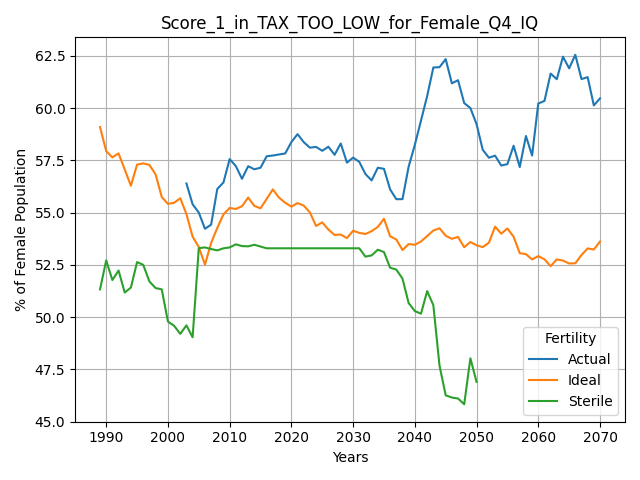 Score_1_in_TAX_TOO_LOW_for_Female_Q4_IQ
% of Female Population
62.5
60.0
57.5
55.0
52.5
50.0
47.5
45.0
1990 2000 2010 2020 2030 2040 2050 2060 2070
Years
Fertility
Actual
Ideal
Sterile